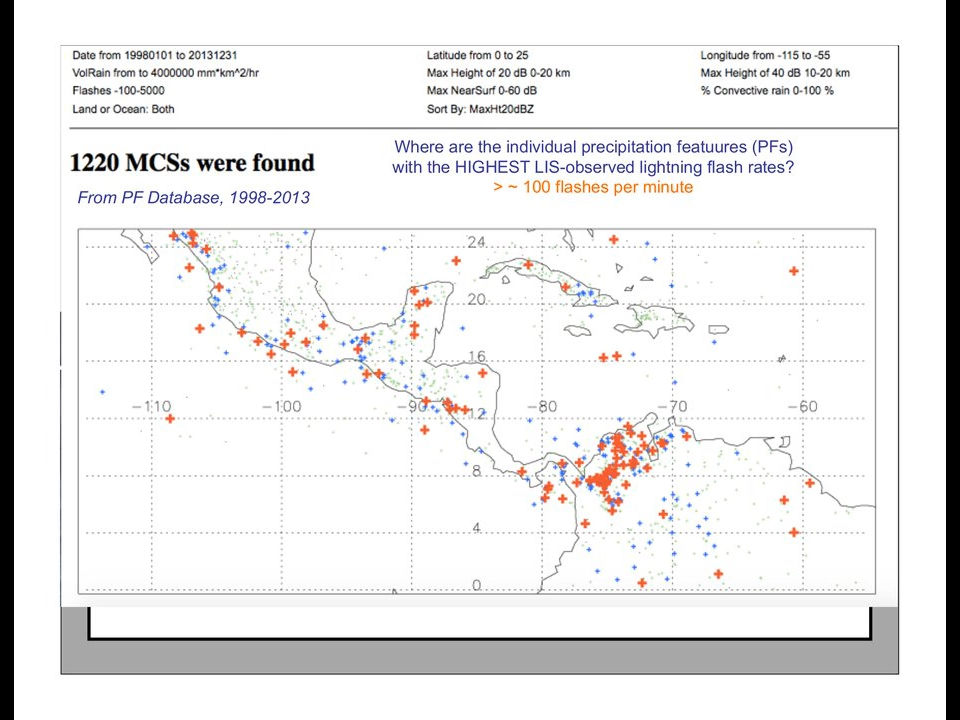 Date from 19980101 to 20131231
Latitude from 0 to 25
Longitude from -115 to -55
VolRain from to 4000000 mm*km^2/hr
Max Height of 20 dB 0-20 km
Max Height of 40 dB 10-20 km
Flashes -100-5000
Max NearSurf 0-60 dB
% Convective rain 0-100 %
Land or Ocean: Both
Sort By: MaxHt20dBZ
1220 MCSs were found
From PF Database, 1998-2013
Where are the individual precipitation featuures (PFs)
with the HIGHEST LIS-observed lightning flash rates?
> ~ 100 flashes per minute
24
20
16
-110 -100 -90 -80 -70 -60
12
8
4
0